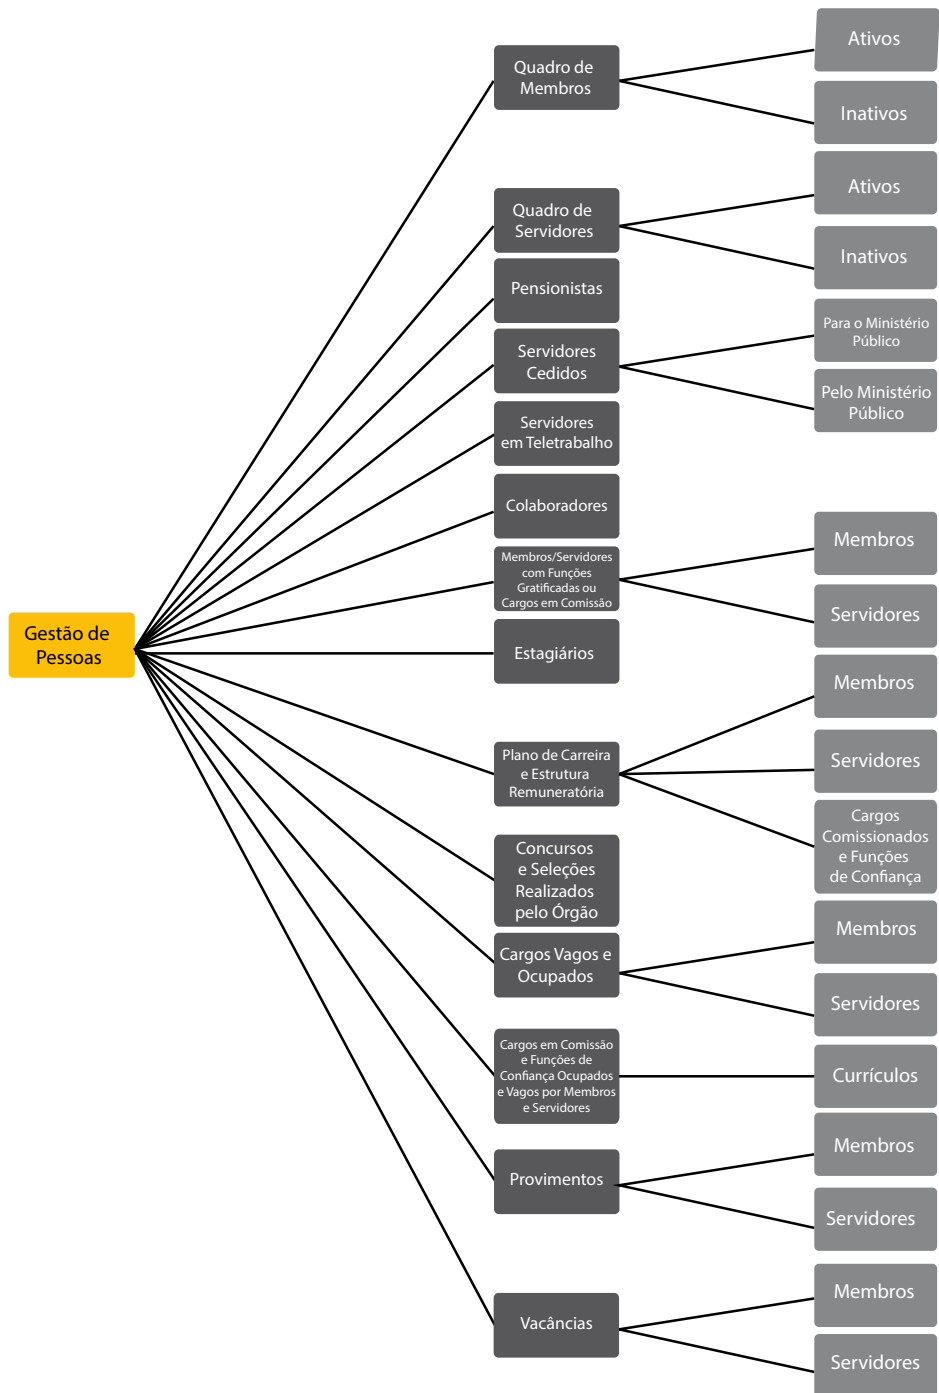 Gestão de
Pessoas
Quadro de
Membros
Ativos
Inativos
Quadro de
Servidores
Ativos
Inativos
Pensionistas
Servidores
Cedidos
Para o Ministério
Público
Pelo Ministério
Público
Servidores
em Teletrabalho
Colaboradores
Membros/Servidores
com Funções
Gratificadas ou
Cargos em Comissão
Membros
Servidores
Estagiários
Plano de Carreira
e Estrutura
Remuneratória
Membros
Servidores
Cargos
Comissionados
e Funções
de Confiança
Concursos
e Seleções
Realizados
pelo Órgão
Cargos Vagos e
Ocupados
Membros
Servidores
Cargos em Comissão
e Funções de
Confiança Ocupados
e Vagos por Membros
e Servidores
Currículos
Provimentos
Membros
Servidores
Vacâncias
Membros
Servidores